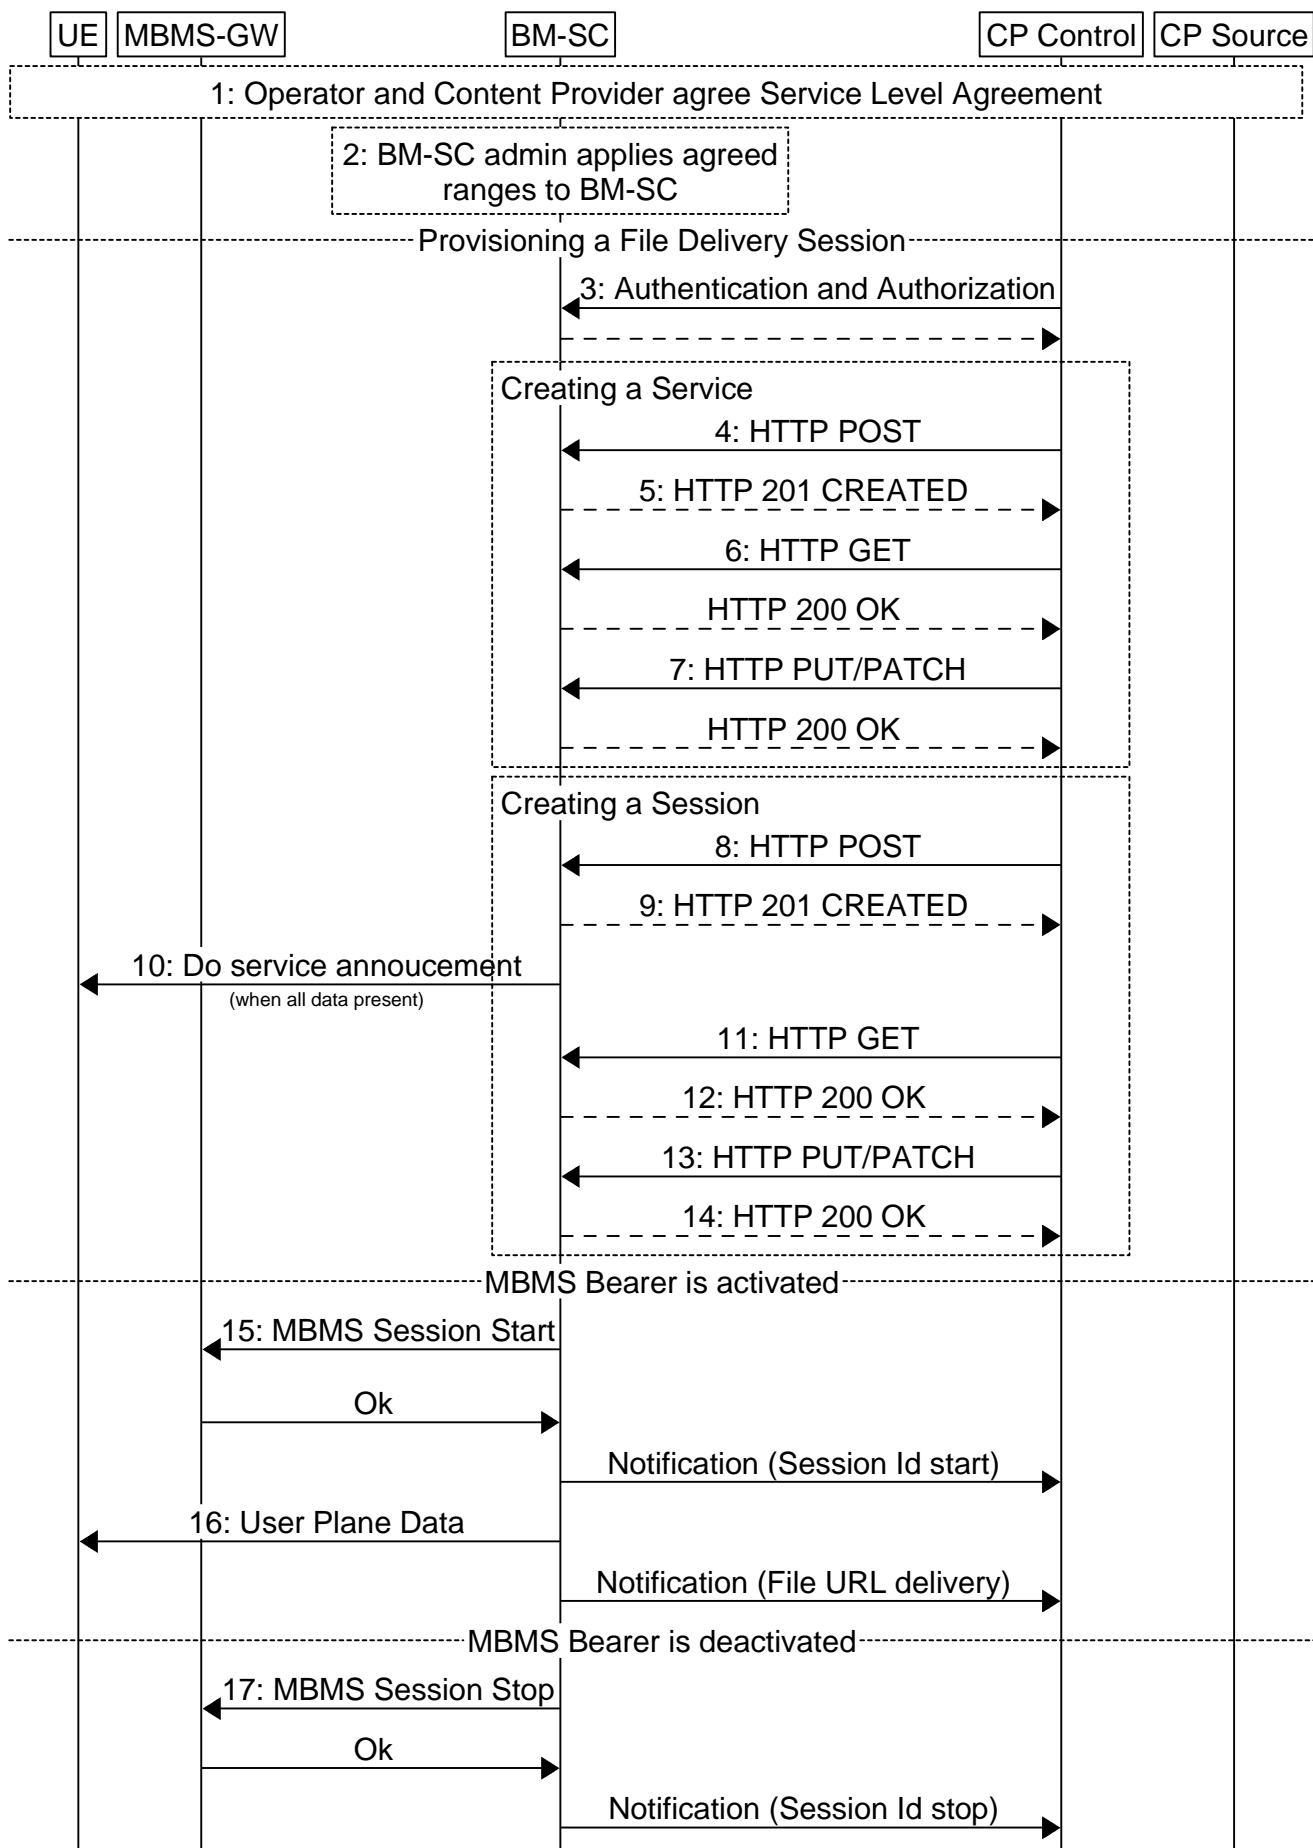 UE MBMS-GW BM-SC CP Control CP Source
1: Operator and Content Provider agree Service Level Agreement
2: BM-SC admin applies agreed
ranges to BM-SC
Provisioning a File Delivery Session
3: Authentication and Authorization
Creating a Service
4: HTTP POST
5: HTTP 201 CREATED
6: HTTP GET
HTTP 200 OK
7: HTTP PUT/PATCH
HTTP 200 OK
Creating a Session
8: HTTP POST
9: HTTP 201 CREATED
10: Do service annoucement
(when all data present)
11: HTTP GET
12: HTTP 200 OK
13: HTTP PUT/PATCH
14: HTTP 200 OK
MBMS Bearer is activated
15: MBMS Session Start
Ok
Notification (Session Id start)
16: User Plane Data
Notification (File URL delivery)
MBMS Bearer is deactivated
17: MBMS Session Stop
Ok
Notification (Session Id stop)